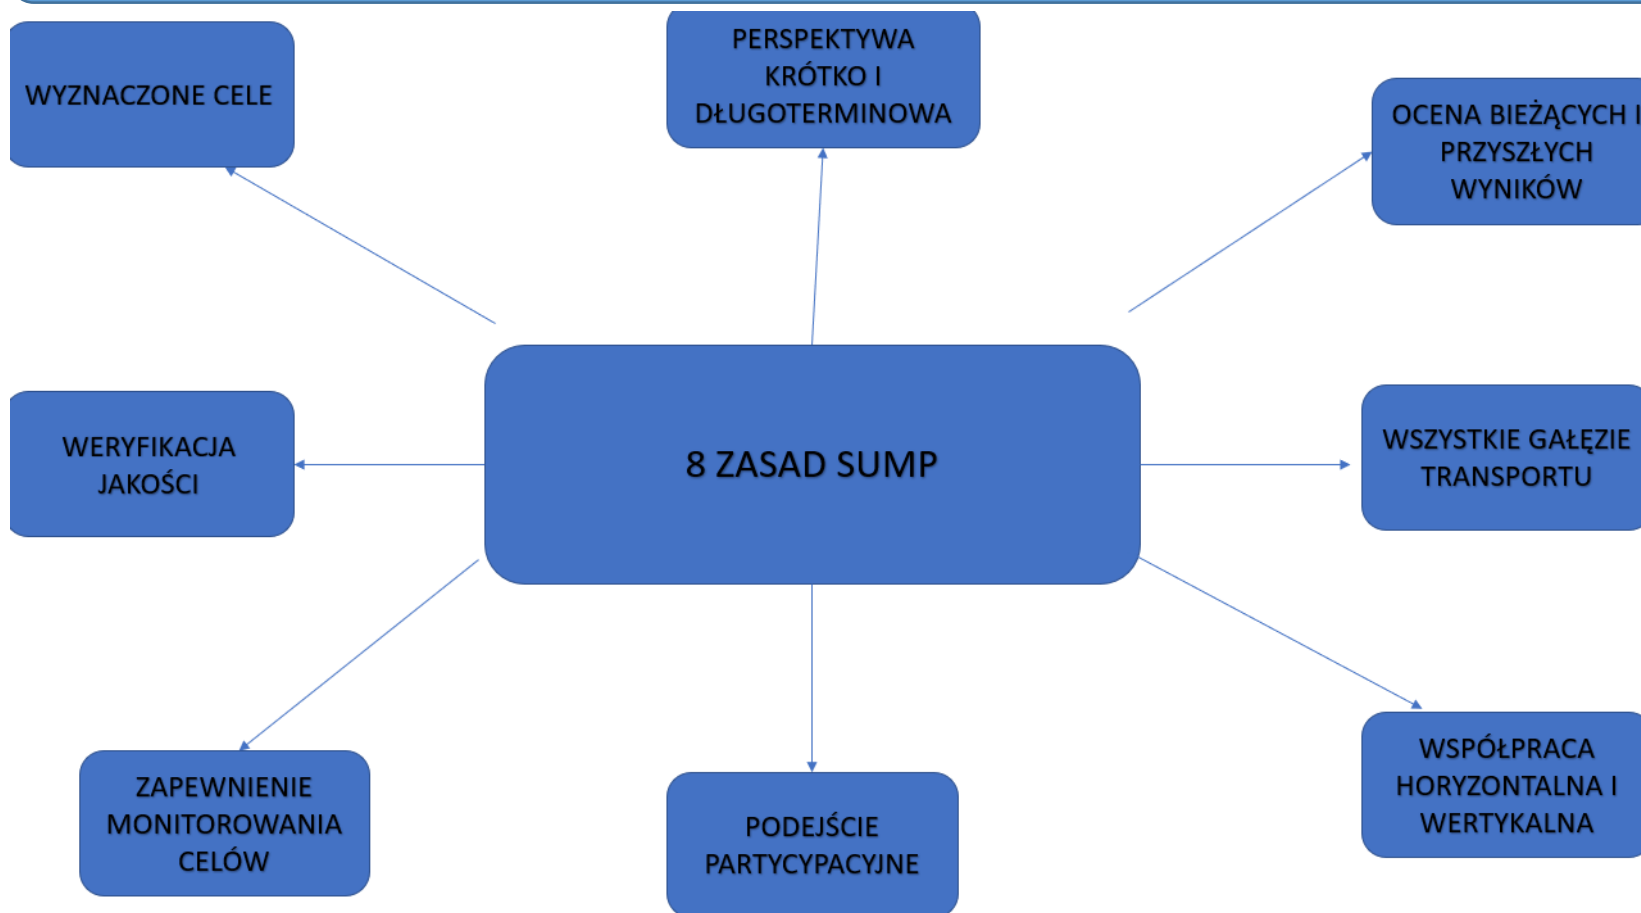 WYZNACZONE CELE
PERSPEKTYWA
KRÓTKO I
DŁUGOTERMINOWA
OCENA BIEŻĄCYCH I
PRZYSZŁYCH
WYNIKÓW
WERYFIKACJA
JAKOŚCI
8 ZASAD SUMP
WSZYSTKIE GAŁĘZIE
TRANSPORTU
ZAPEWNIENIE
MONITOROWANIA
CELÓW
PODEJŚCIE
PARTYCYPACYJNE
WSPÓŁPRACA
HORYZONTALNA I
WERTYKALNA